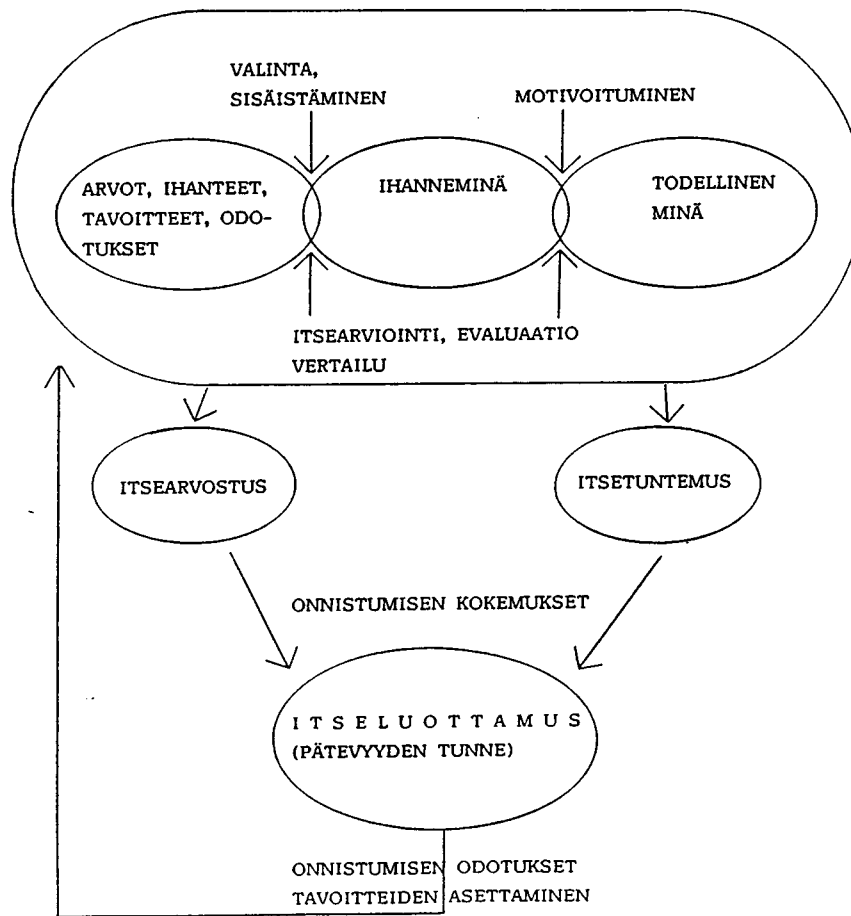 VALINTA,
SISÄISTÄMINEN
MOTIVOITUMINEN
ARVOT, IHANTEET,
TAVOITTEET, ODO-
TUKSET
IHANNEMINÄ
TODELLINEN
MINÄ
ITSEARVIOINTI, EVALUAATIO
VERTAILU
ITSEARVOSTUS
ITSETUNTEMUS
ONNISTUMISEN KOKEMUKSET
I T S E L U O T T A M U S
(PÄTEVYYDEN TUNNE)
ONNISTUMISEN ODOTUKSET
TAVOITTEIDEN ASETTAMINEN